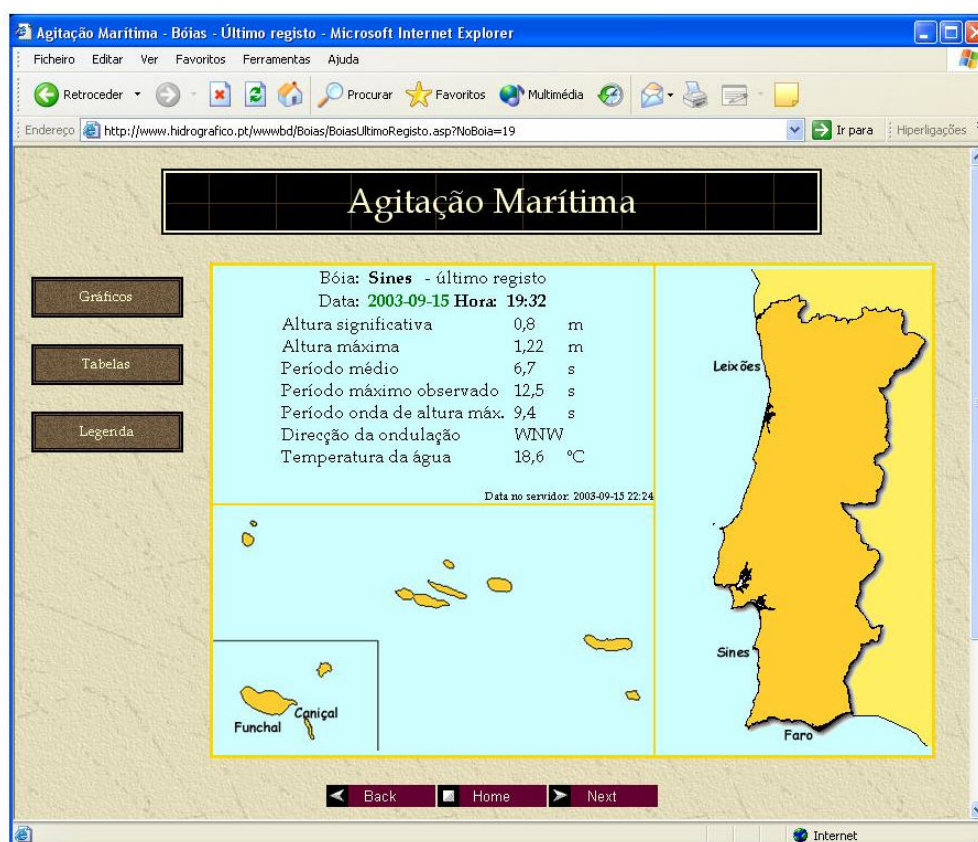 Agitação Marítima - Bóias - Último registo - Microsoft Internet Explorer
Ficheiro Editar Ver Favoritos Ferramentas Ajuda
Retroceder Procurar Favoritos Multimédia
Endereço http://www.hidrografico.pt/wwwbd/Boias/BoiasUltimoRegisto.asp?NoBoia=19 Ir para Hiperligações
Agitação Marítima
Gráficos
Tabelas
Legenda
Bóia: Sines - último registo
Data: 2003-09-15 Hora: 19:32
Altura significativa 0,8 m
Altura máxima 1,22 m
Período médio 6,7 s
Período máximo observado 12,5 s
Período onda de altura máx. 9,4 s
Direcção da ondulação WNW
Temperatura da água 18,6 ºC
Data no servidor: 2003-09-15 22:24
Leixões
Sines
Faro
Caniçal
Funchal
Back Home Next
Internet